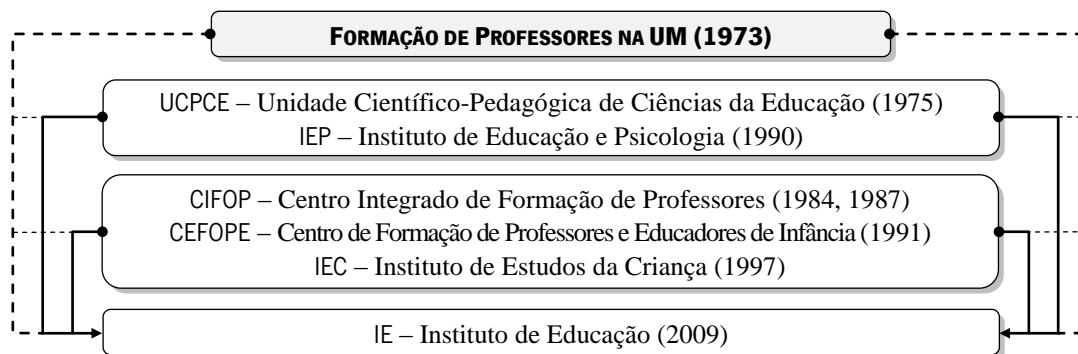 FORMAÇÃO DE PROFESSORES NA UM (1973)
UCPCE – Unidade Científico-Pedagógica de Ciências da Educação (1975)
IEP – Instituto de Educação e Psicologia (1990)
CIFOP – Centro Integrado de Formação de Professores (1984, 1987)
CEFOPE – Centro de Formação de Professores e Educadores de Infância (1991)
IEC – Instituto de Estudos da Criança (1997)
IE – Instituto de Educação (2009)